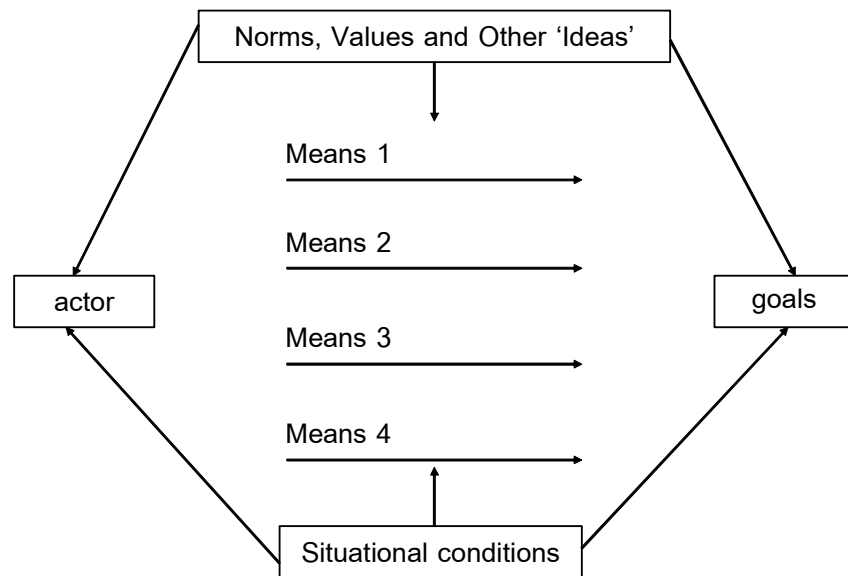 Norms, Values and Other ‘Ideas’
Means 1
Means 2
actor
goals
Means 3
Means 4
Situational conditions